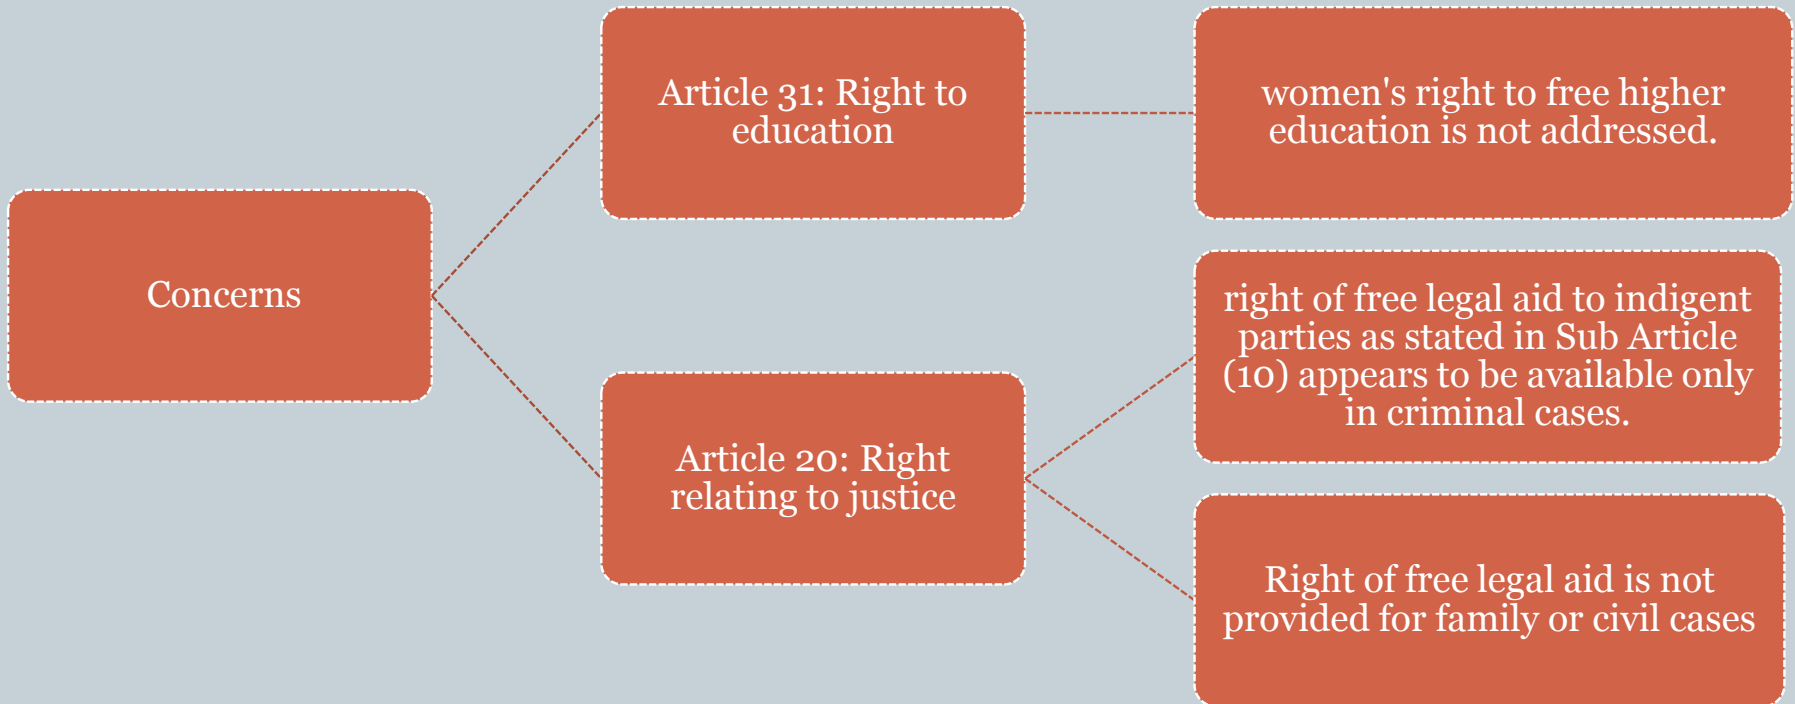 Concerns
Article 31: Right to
education
women's right to free higher
education is not addressed.
Article 20: Right
relating to justice
right of free legal aid to indigent
parties as stated in Sub Article
(10) appears to be available only
in criminal cases.
Right of free legal aid is not
provided for family or civil cases